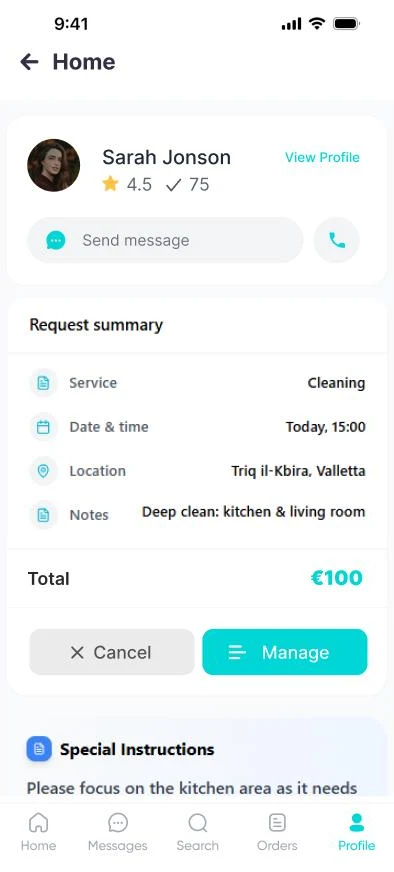 9:41
Home
Sarah Jonson
View Profile
4.5 75
Send message
Request summary
Service Cleaning
Date & time Today, 15:00
Location Triq il-Kbira, Valletta
Notes Deep clean: kitchen & living room
Total €100
Cancel Manage
Special Instructions
Please focus on the kitchen area as it needs
Home Messages Search Orders Profile